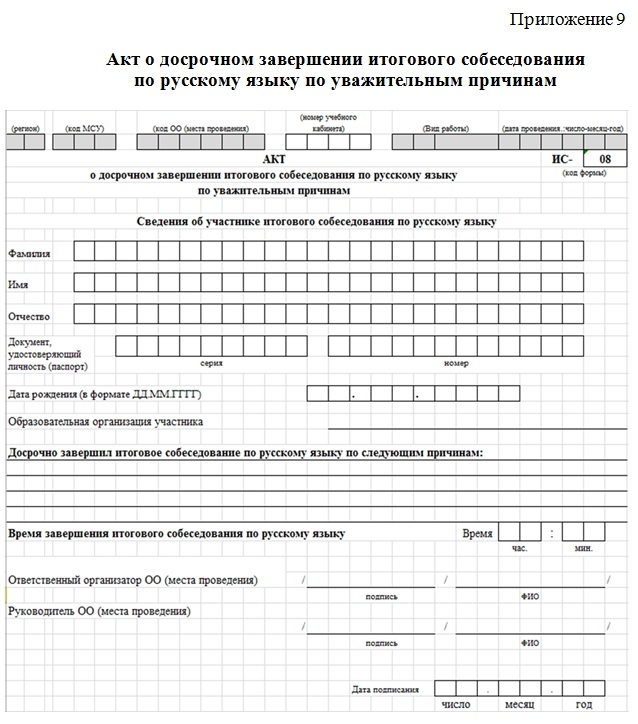 Приложение 9
Акт о досрочном завершении итогового собеседования
по русскому языку по уважительным причинам
(регион) (код МСУ) (код ОО (места проведения) (номер учебного кабинета) (Вид работы) (дата проведения.:число-месяц-год)
АКТ ИС- 08
о досрочном завершении итогового собеседования по русскому языку (код формы)
по уважительным причинам
Сведения об участнике итогового собеседования по русскому языку
Фамилия
Имя
Отчество
Документ,
удостоверяющий
личность (паспорт)
серия номер
Дата рождения (в формате ДД.ММ.ГГГГ) . .
Образовательная организация участника
Досрочно завершил итоговое собеседование по русскому языку по следующим причинам:
Время завершения итогового собеседования по русскому языку Время :
час. мин.
Ответственный организатор ОО (места проведения) / / /
подпись ФИО
Руководитель ОО (места проведения)
/ / /
подпись ФИО
Дата подписания . .
число месяц год